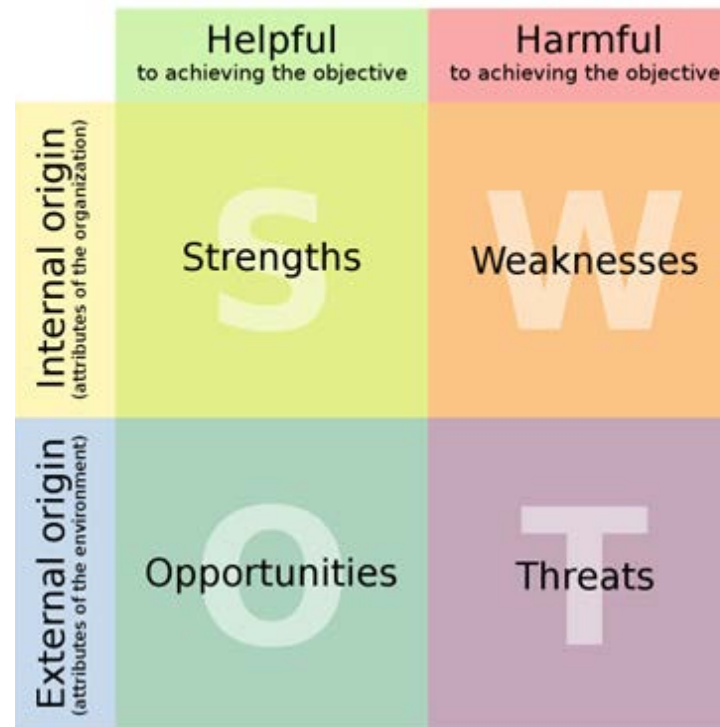 Helpful
to achieving the objective
Harmful
to achieving the objective
Internal origin
(attributes of the organization)
S
Strengths
W
Weaknesses
External origin
(attributes of the environment)
O
Opportunities
T
Threats